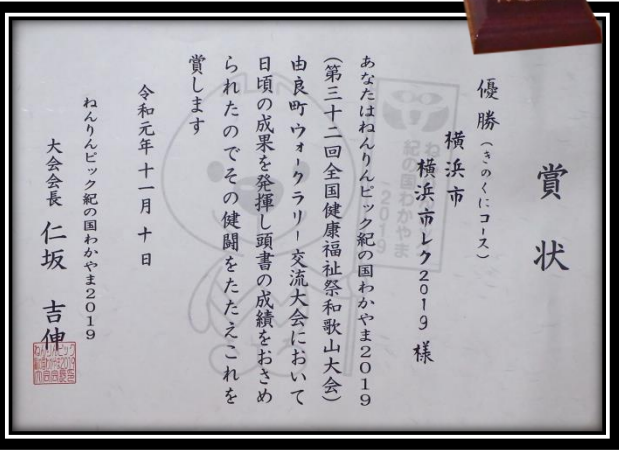 賞状
優勝(きのくにコース)
横浜市
横浜市レク2019 様
あなたはねんりんピック紀の国わかやま2019
(第三十二回全国健康福祉祭和歌山大会)
由良町ウォークラリー交流大会において
日頃の成果を発揮し頭書の成績をおさめ
られたのでその健闘をたたえこれを
賞します
令和元年十一月十日
ねんりんピック紀の国わかやま2019
大会会長 仁坂 吉伸